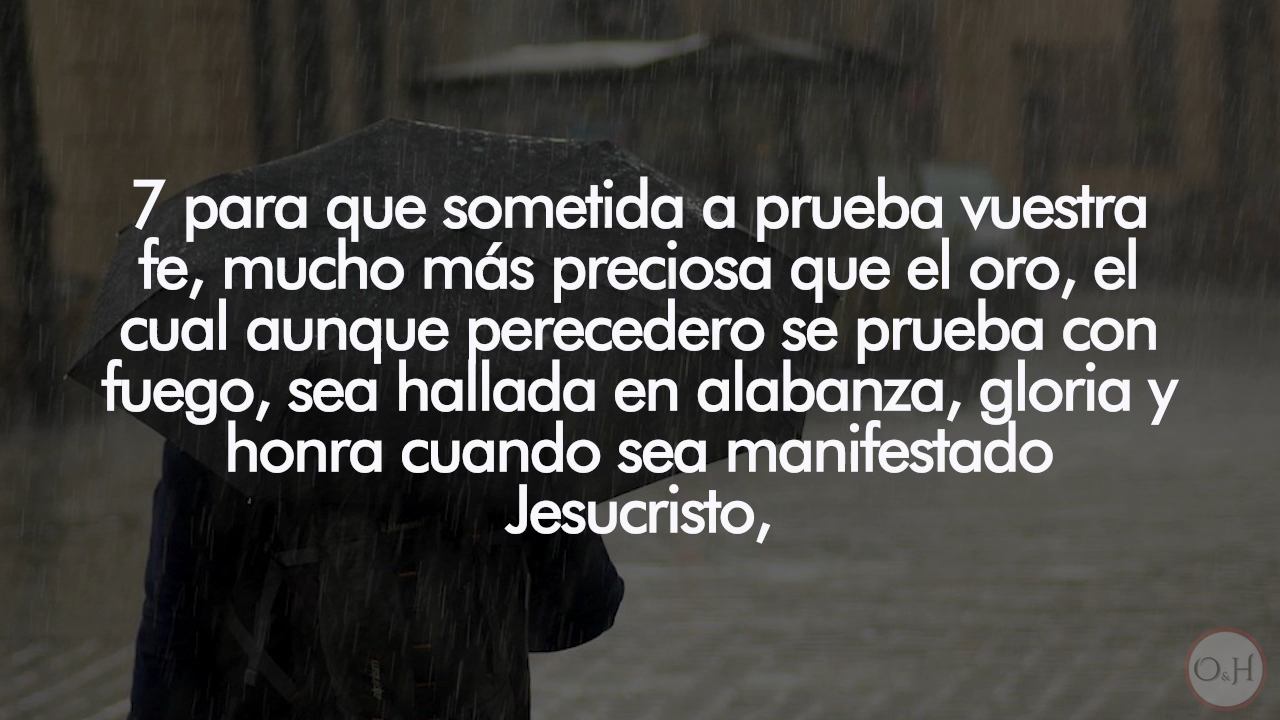 7 para que sometida a prueba vuestra
fe, mucho más preciosa que el oro, el
cual aunque perecedero se prueba con
fuego, sea hallada en alabanza, gloria y
honra cuando sea manifestado
Jesucristo,
O&H